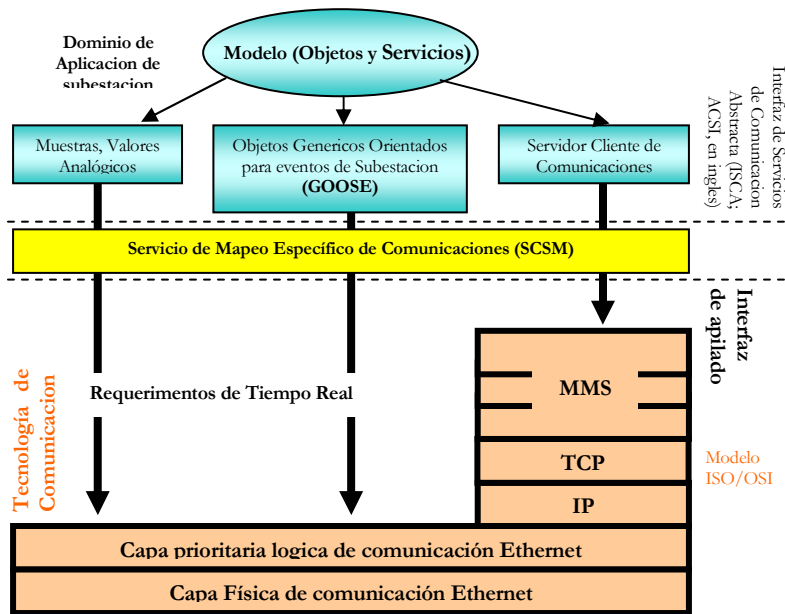 Dominio de
Aplicacion de
subestacion
Modelo (Objetos y Servicios)
Interfaz de Servicios
de Comunicacion
Abstracta (ISCA;
ACSI, en ingles)
Muestras, Valores
Analógicos
Objetos Genericos Orientados
para eventos de Subestacion
(GOOSE)
Servidor Cliente de
Comunicaciones
Servicio de Mapeo Específico de Comunicaciones (SCSM)
Interfaz
de apilado
Tecnología de
Comunicacion
Requerimentos de Tiempo Real
MMS
TCP
IP
Modelo
ISO/OSI
Capa prioritaria logica de comunicación Ethernet
Capa Física de comunicación Ethernet